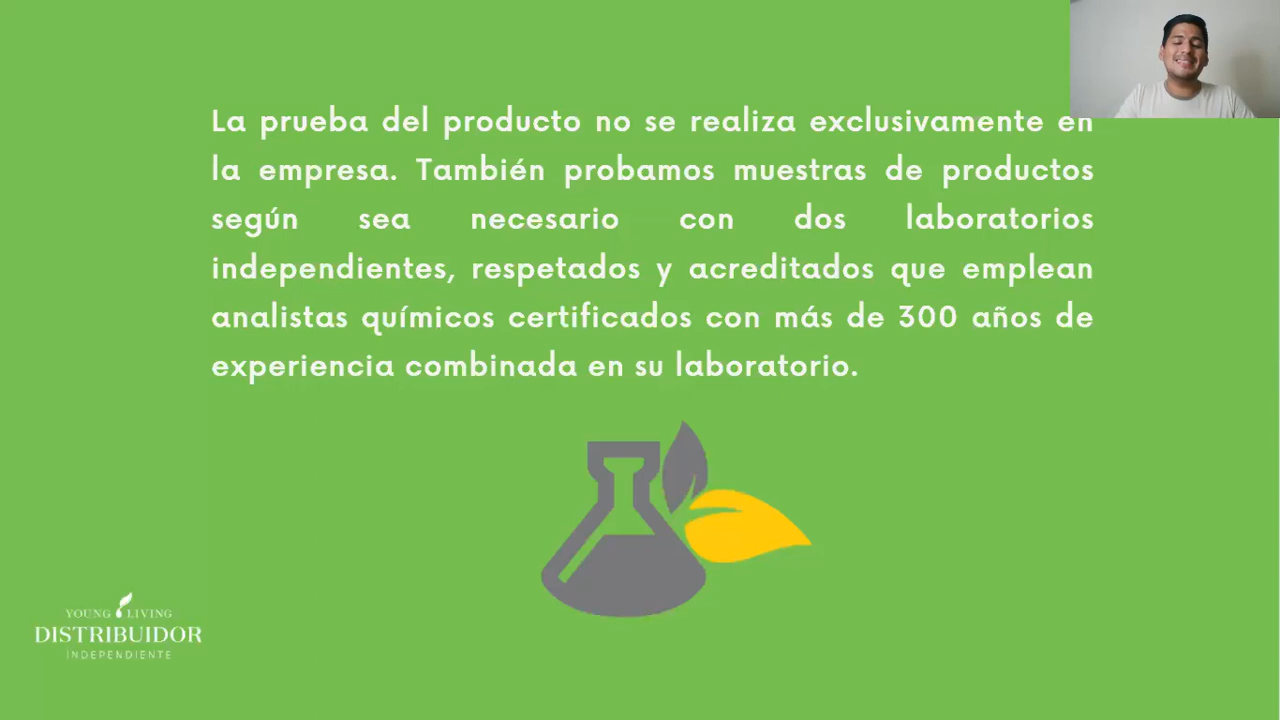 La prueba del producto no se realiza exclusivamente en
la empresa. También probamos muestras de productos
según sea necesario con dos laboratorios
independientes, respetados y acreditados que emplean
analistas químicos certificados con más de 300 años de
experiencia combinada en su laboratorio.
YOUNG LIVING
DISTRIBUIDOR
INDEPENDIENTE